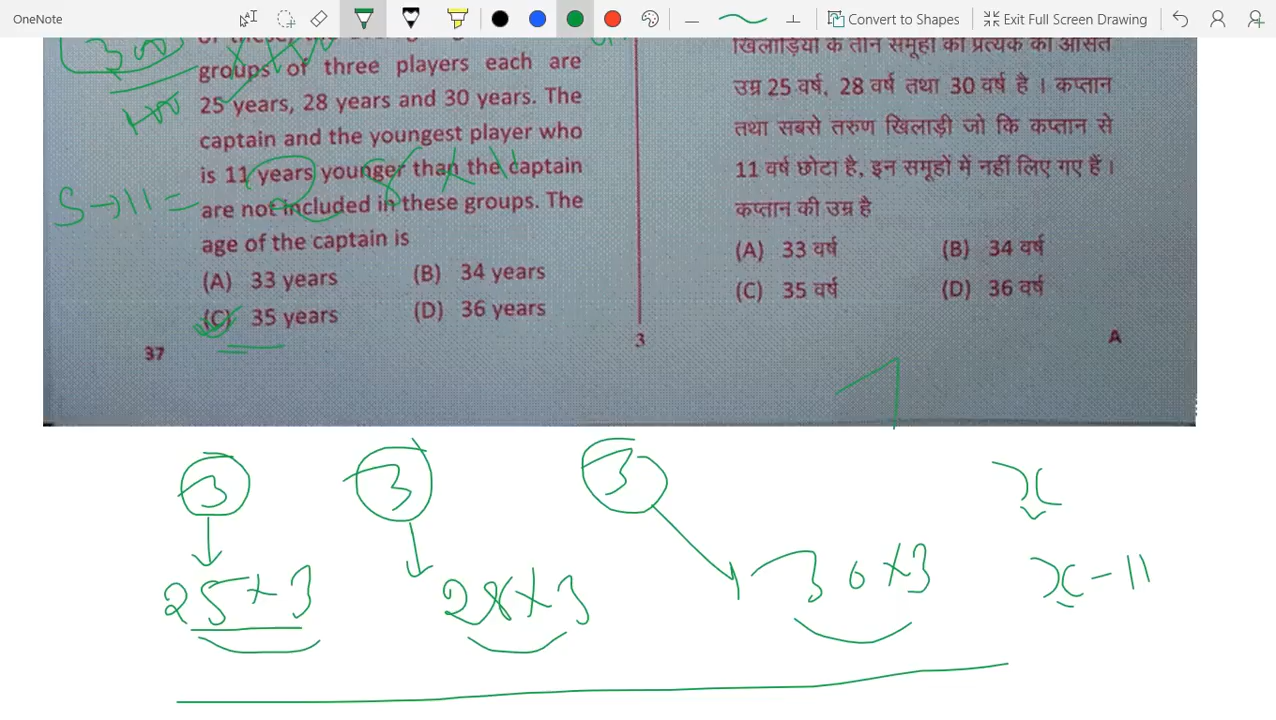 OneNote
Convert to Shapes
Exit Full Screen Drawing
300
groups of three players each are
25 years, 28 years and 30 years. The
captain and the youngest player who
is 11 years younger than the captain
are not included in these groups. The
age of the captain is
(A) 33 years (B) 34 years
(C) 35 years (D) 36 years
S → 11 =
खिलाड़ियों के तीन समूहों की प्रत्येक की औसत
उम्र 25 वर्ष, 28 वर्ष तथा 30 वर्ष है । कप्तान
तथा सबसे तरुण खिलाड़ी जो कि कप्तान से
11 वर्ष छोटा है, इन समूहों में नहीं लिए गए हैं ।
कप्तान की उम्र है
(A) 33 वर्ष (B) 34 वर्ष
(C) 35 वर्ष (D) 36 वर्ष
37 3 A
3 3 3 x
25×3 28×3 30×3 x-11